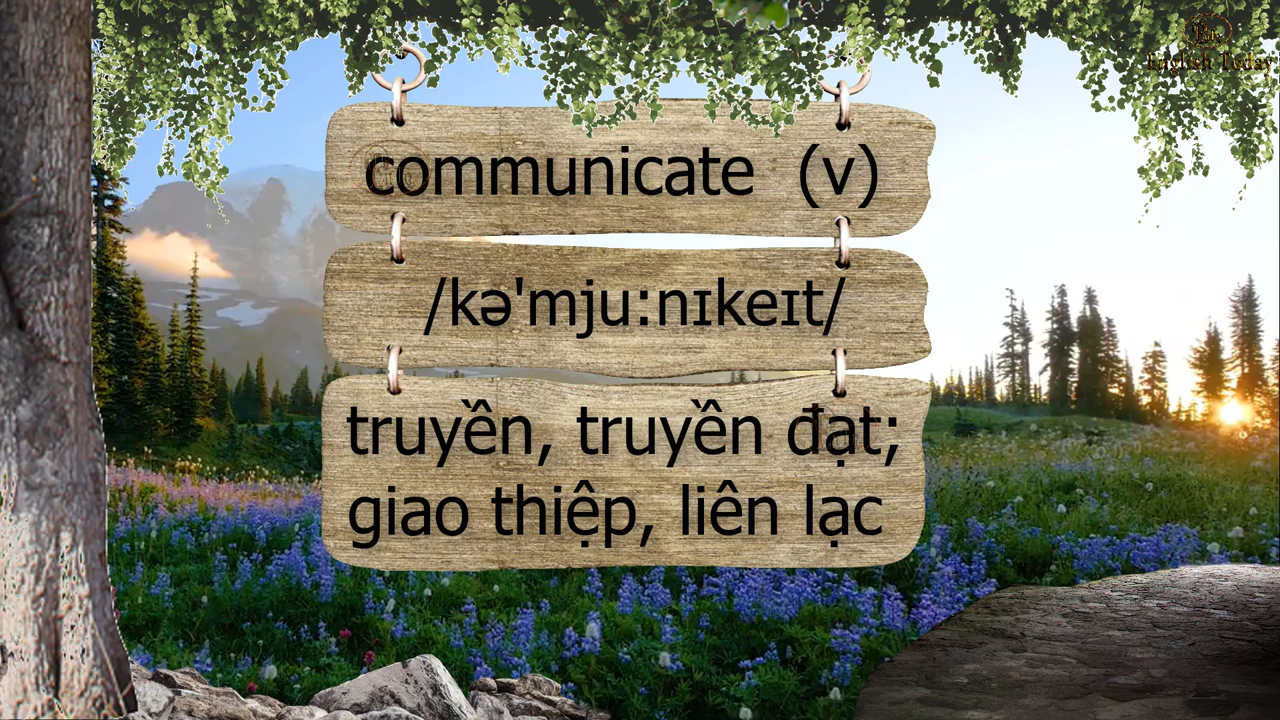 English Today
communicate (v)
/kə'mju:nɪkeɪt/
truyền, truyền đạt;
giao thiệp, liên lạc